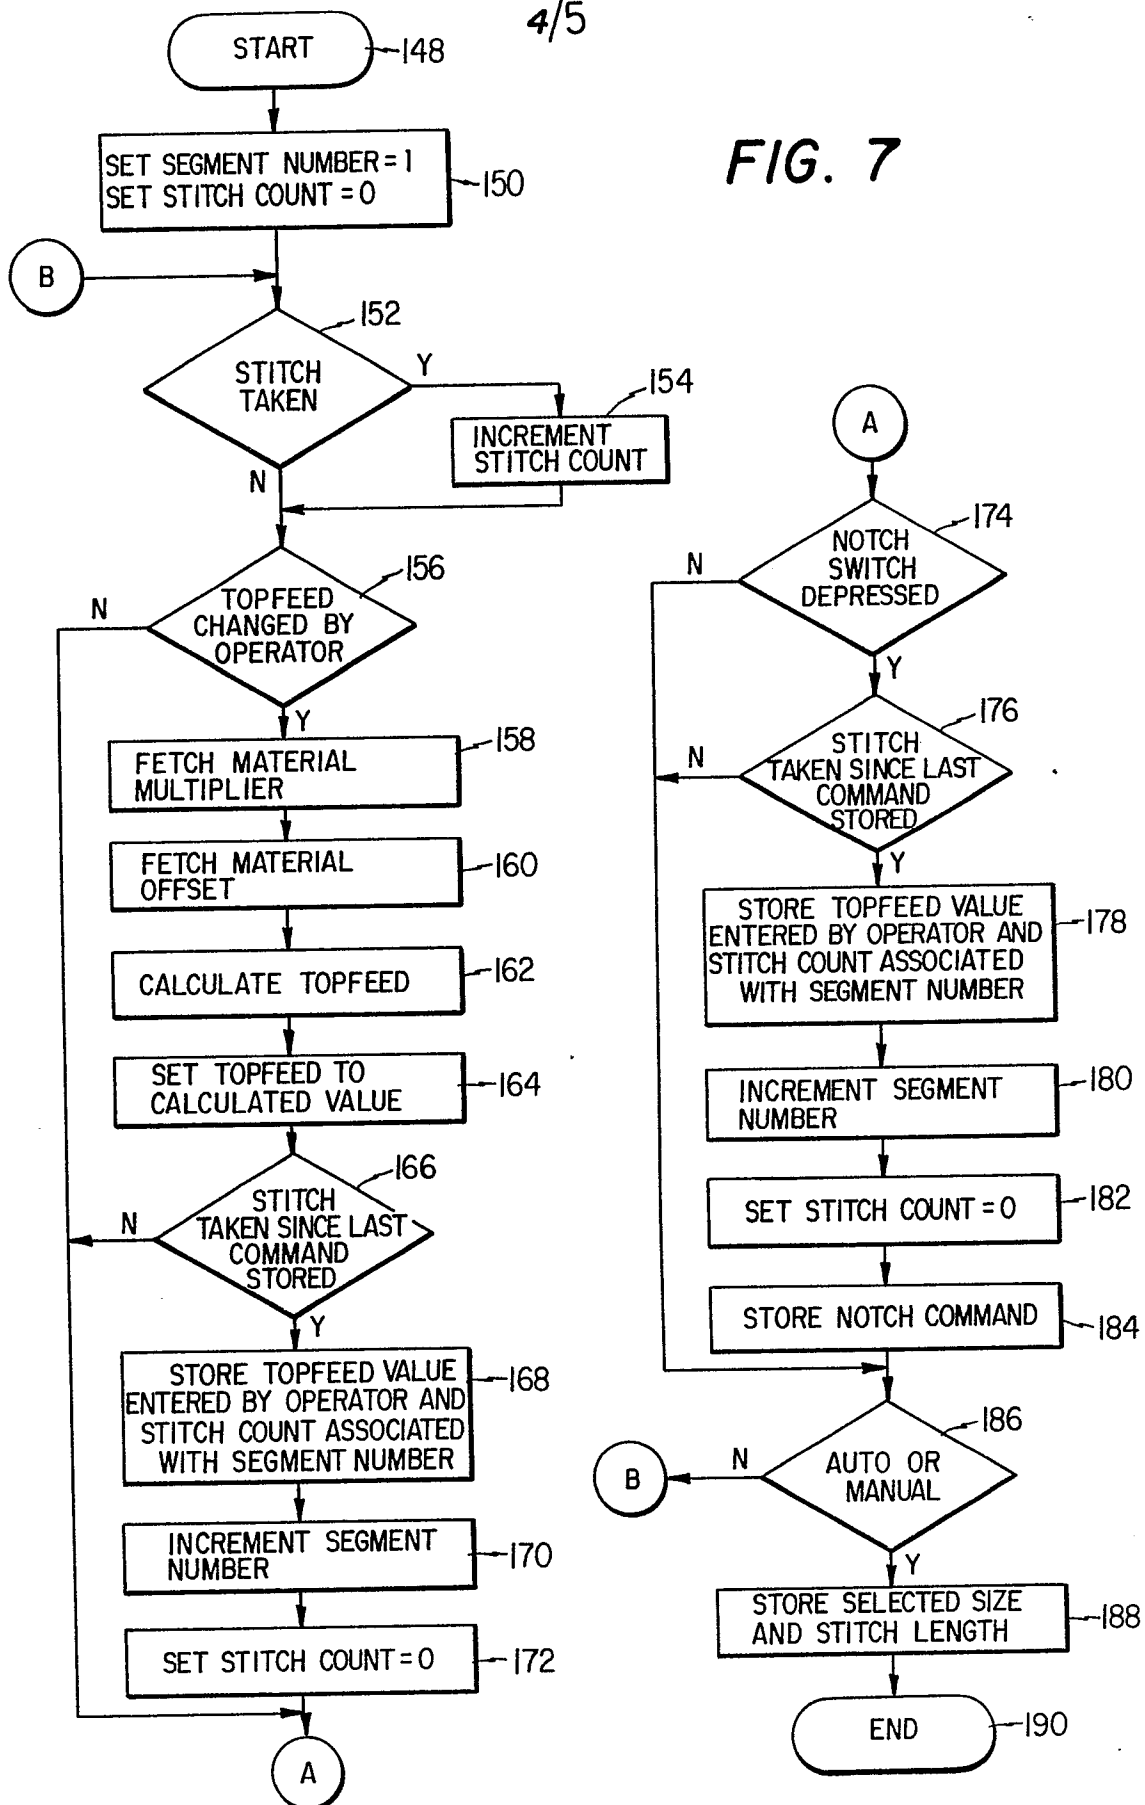 4/5
START
148
SET SEGMENT NUMBER = 1
SET STITCH COUNT = 0
150
FIG. 7
B
152
STITCH
TAKEN
Y
154
INCREMENT
STITCH COUNT
N
156
TOPFEED
CHANGED BY
OPERATOR
N
Y
158
FETCH MATERIAL
MULTIPLIER
FETCH MATERIAL
OFFSET
160
CALCULATE TOPFEED
162
SET TOPFEED TO
CALCULATED VALUE
164
166
STITCH
TAKEN SINCE LAST
COMMAND
STORED
N
Y
STORE TOPFEED VALUE
ENTERED BY OPERATOR AND
STITCH COUNT ASSOCIATED
WITH SEGMENT NUMBER
168
INCREMENT SEGMENT
NUMBER
170
SET STITCH COUNT = 0
172
A
A
174
NOTCH
SWITCH
DEPRESSED
N
Y
176
STITCH
TAKEN SINCE LAST
COMMAND
STORED
N
Y
STORE TOPFEED VALUE
ENTERED BY OPERATOR AND
STITCH COUNT ASSOCIATED
WITH SEGMENT NUMBER
178
INCREMENT SEGMENT
NUMBER
180
SET STITCH COUNT = 0
182
STORE NOTCH COMMAND
184
186
AUTO OR
MANUAL
N
B
Y
STORE SELECTED SIZE
AND STITCH LENGTH
188
END
190